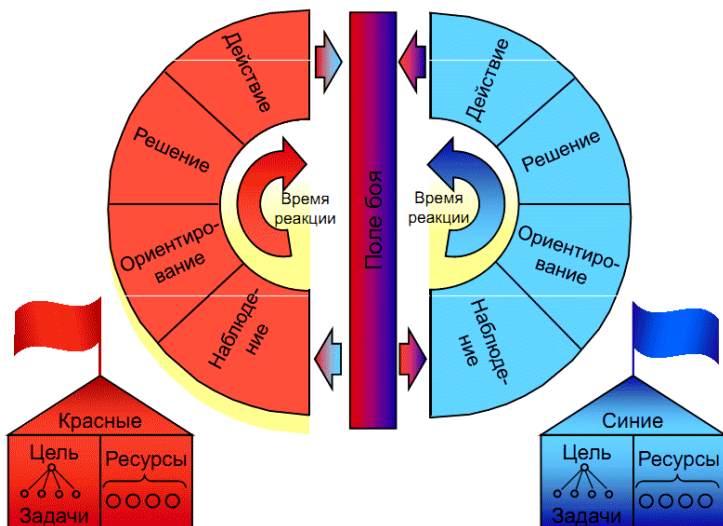 Действие
Решение
Ориентиро-
вание
Наблюде-
ние
Время
реакции
Поле боя
Время
реакции
Действие
Решение
Ориентиро-
вание
Наблюде-
ние
Красные
Цель
Задачи
Ресурсы
Синие
Цель
Задачи
Ресурсы